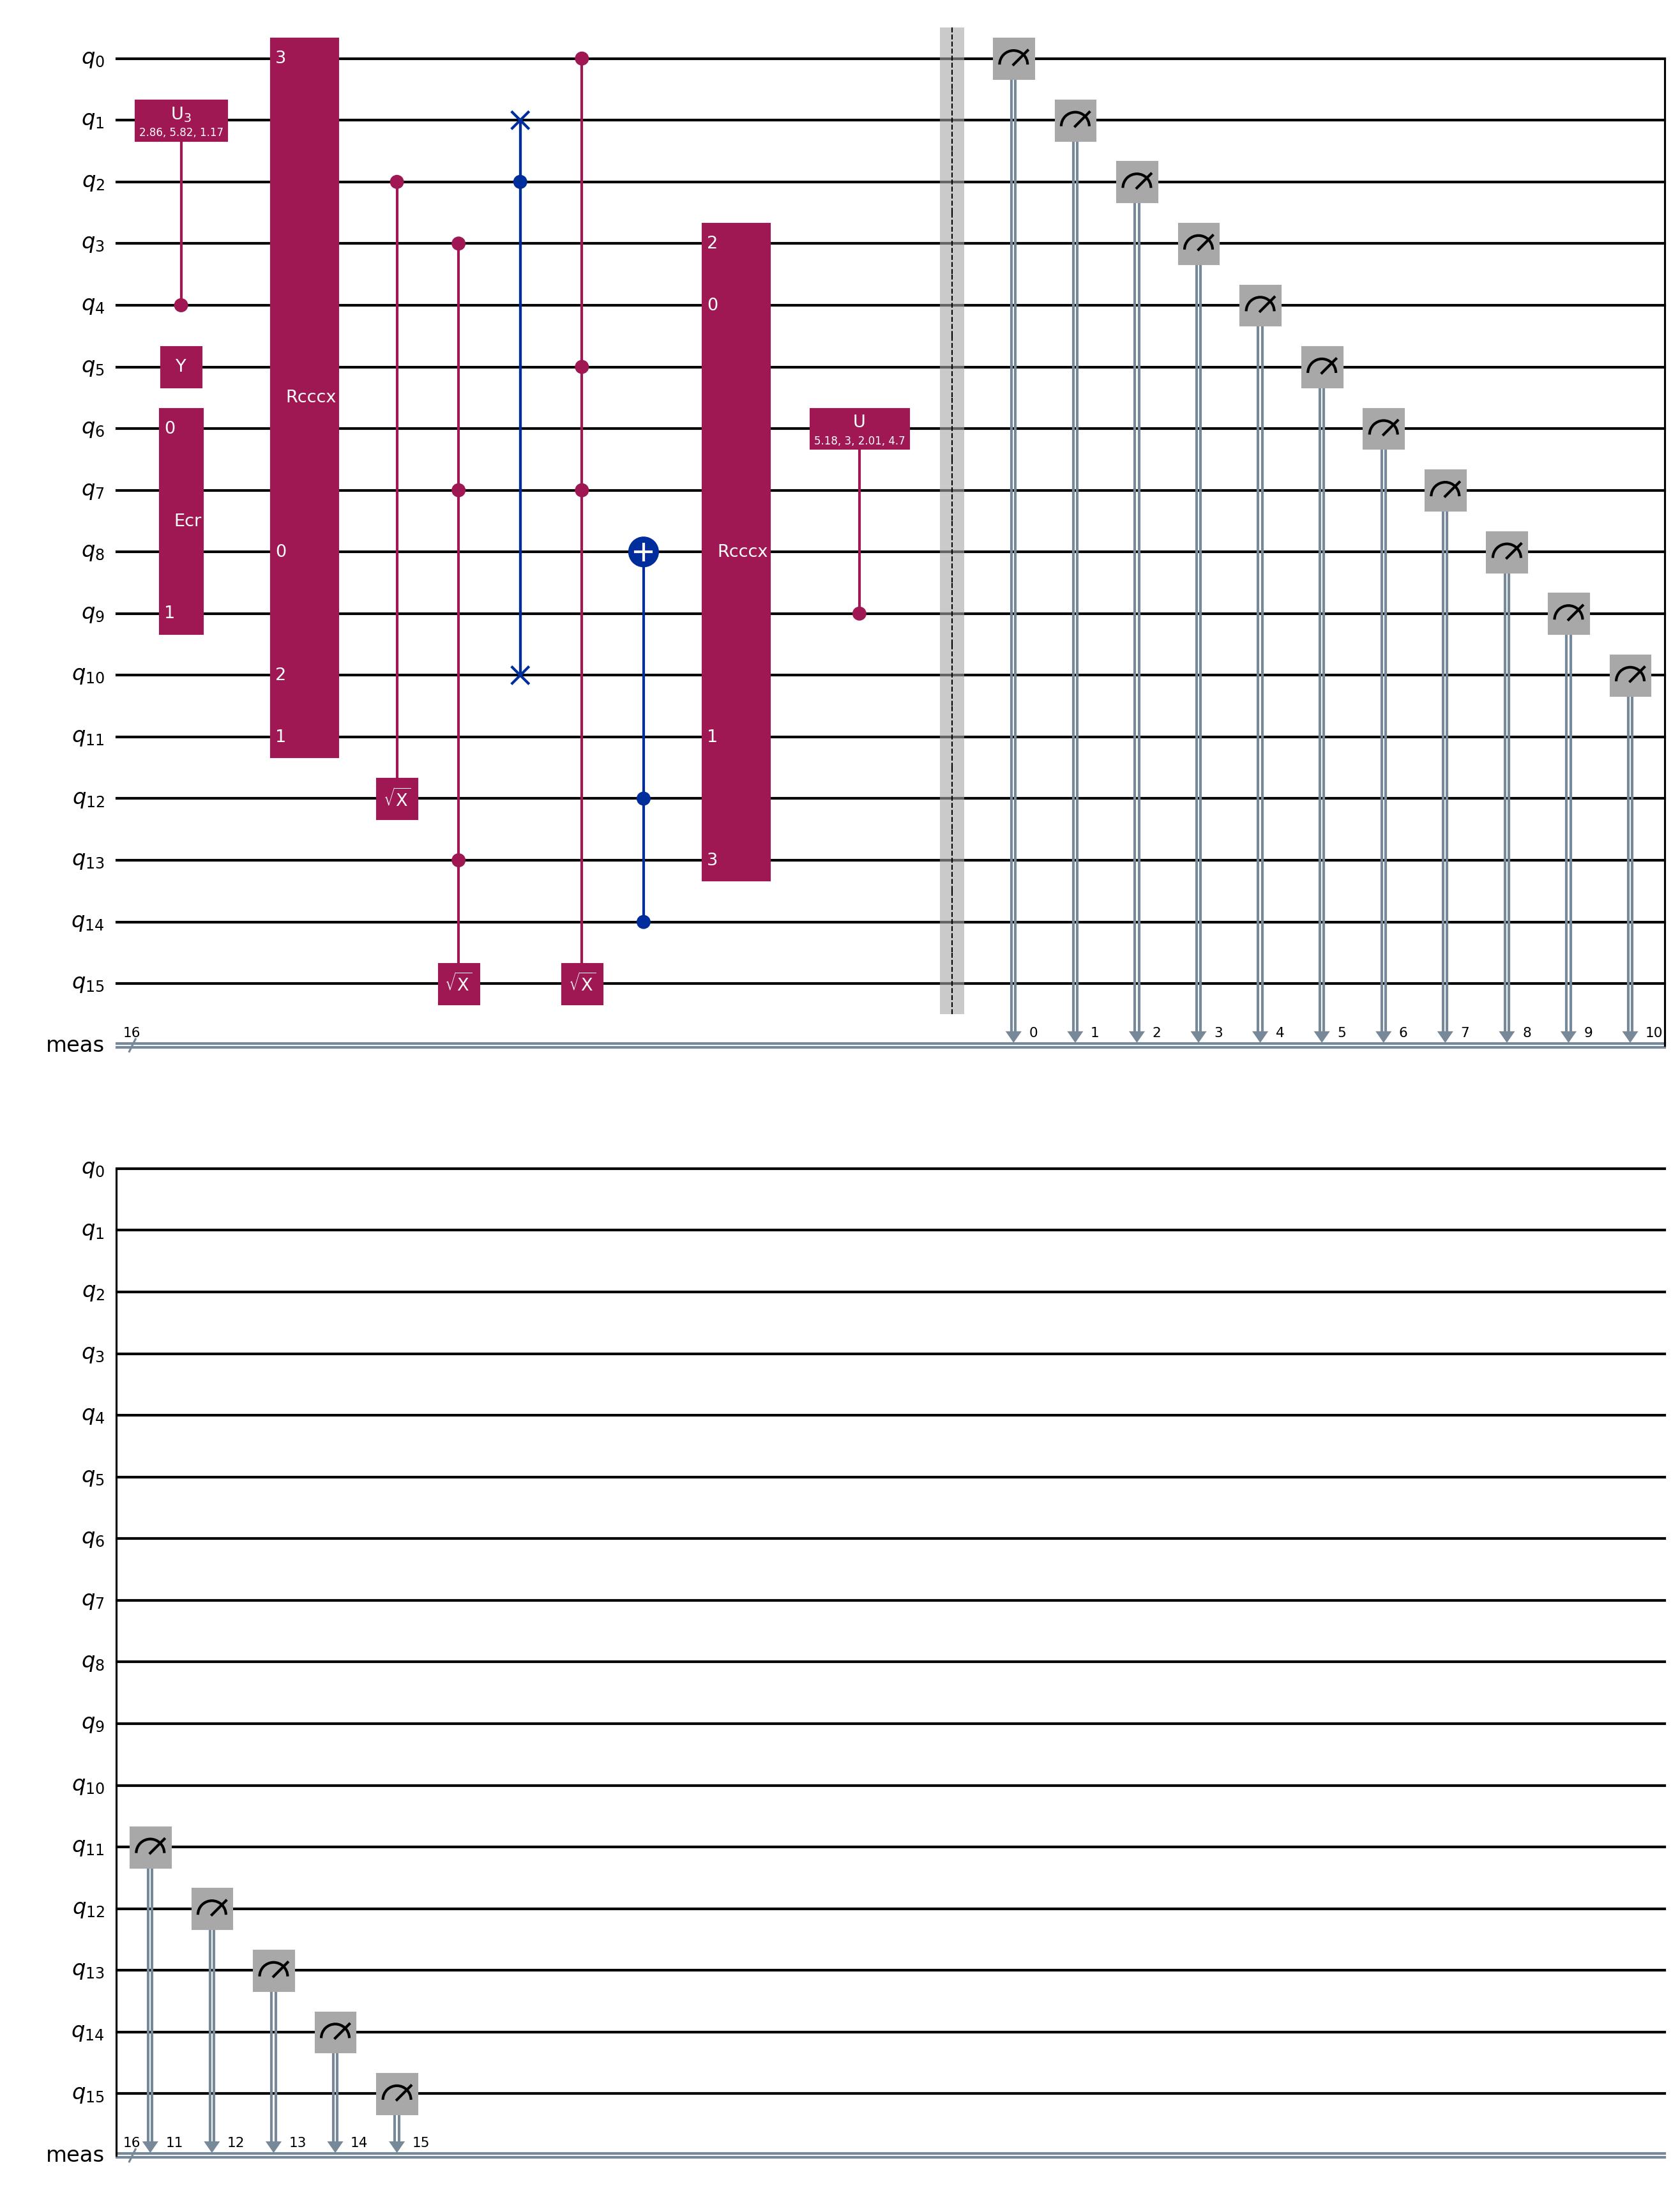 q0 3
q1 U3 2.86, 5.82, 1.17
q2
q3 2
q4 0
q5 Y
Rcccx
q6 0 U 5.18, 3, 2.01, 4.7
q7
Ecr
q8 0 Rcccx
q9 1
q10 2
q11 1 1
q12 √X
q13 3
q14
q15 √X √X
meas 16 0 1 2 3 4 5 6 7 8 9 10
q0
q1
q2
q3
q4
q5
q6
q7
q8
q9
q10
q11
q12
q13
q14
q15
meas 16 11 12 13 14 15